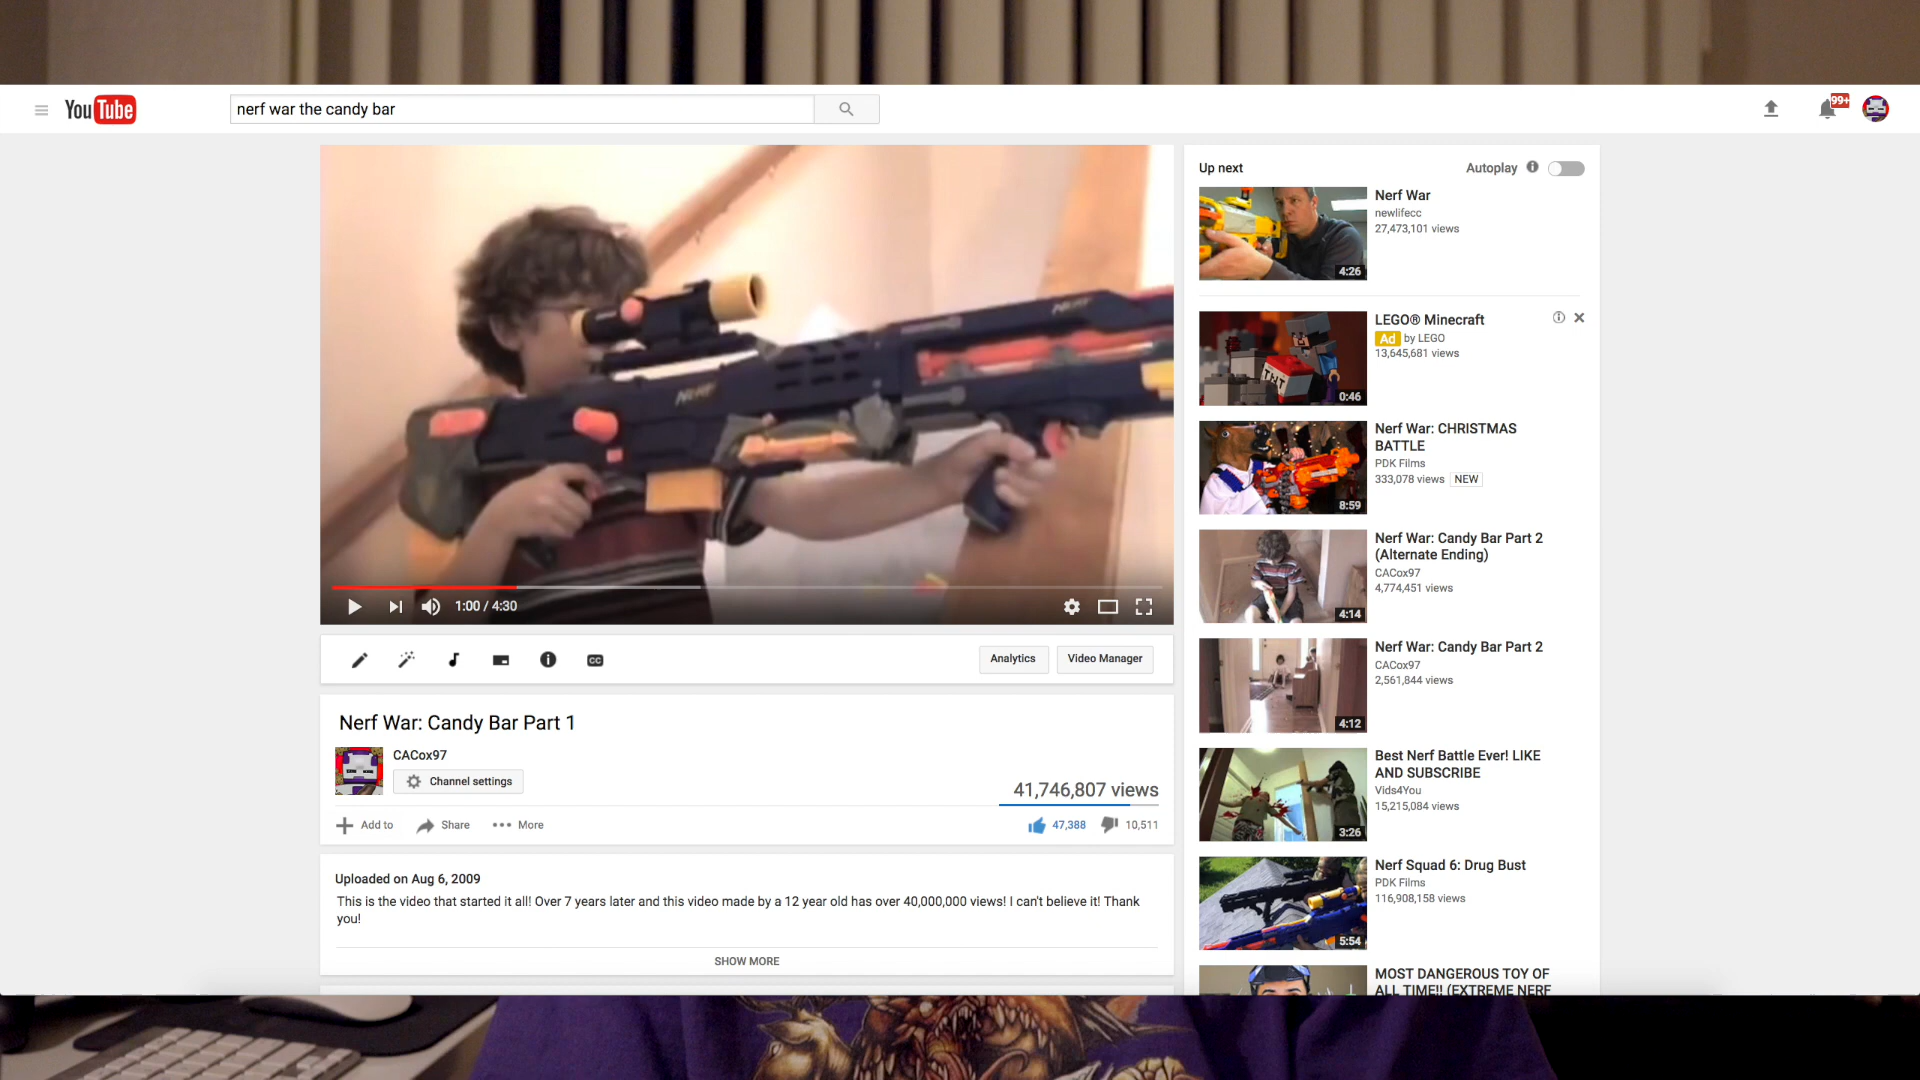 YouTube
nerf war the candy bar
99+
NERF
NERF
1:00 / 4:30
CC
Analytics
Video Manager
Nerf War: Candy Bar Part 1
CACox97
Channel settings
41,746,807 views
Add to
Share
More
47,388
10,511
Uploaded on Aug 6, 2009
This is the video that started it all! Over 7 years later and this video made by a 12 year old has over 40,000,000 views! I can't believe it! Thank
you!
SHOW MORE
Up next
Autoplay
Nerf War
newlifecc
27,473,101 views
4:26
LEGO® Minecraft
Ad by LEGO
13,645,681 views
TNT
0:46
Nerf War: CHRISTMAS
BATTLE
PDK Films
333,078 views NEW
8:59
Nerf War: Candy Bar Part 2
(Alternate Ending)
CACox97
4,774,451 views
4:14
Nerf War: Candy Bar Part 2
CACox97
2,561,844 views
4:12
Best Nerf Battle Ever! LIKE
AND SUBSCRIBE
Vids4You
15,215,084 views
3:26
Nerf Squad 6: Drug Bust
PDK Films
116,908,158 views
5:54
MOST DANGEROUS TOY OF
ALL TIME!! (EXTREME NERF